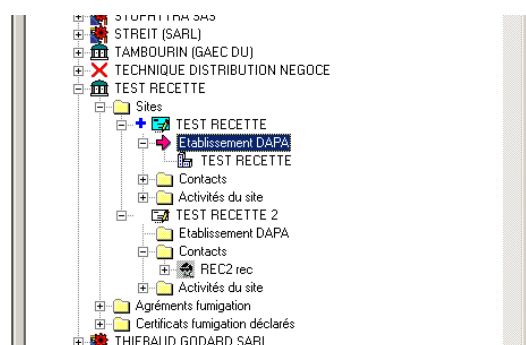 STOPHYTRA SAS
STREIT (SARL)
TAMBOURIN (GAEC DU)
TECHNIQUE DISTRIBUTION NEGOCE
TEST RECETTE
Sites
TEST RECETTE
Etablissement DAPA
TEST RECETTE
Contacts
Activités du site
TEST RECETTE 2
Etablissement DAPA
Contacts
REC2 rec
Activités du site
Agréments fumigation
Certificats fumigation déclarés
THIEBAUD GODARD SARL